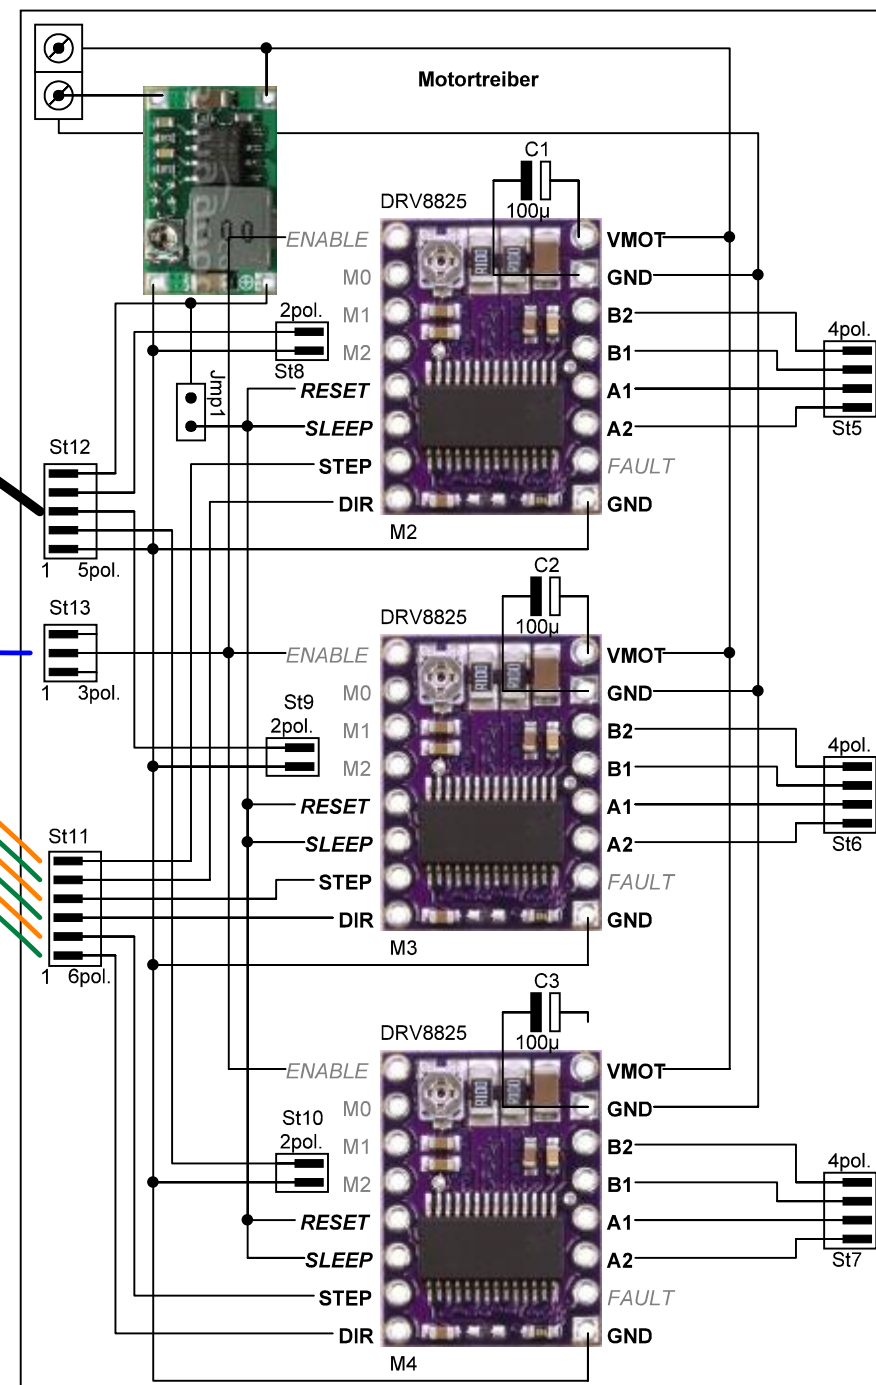 Motortreiber
C1
DRV8825
100µ
ENABLE
VMOT
M0
GND
2pol.
M1
B2
4pol.
St8
M2
B1
Jmp1
RESET
A1
SLEEP
A2
St5
St12
STEP
FAULT
DIR
GND
M2
1 5pol.
C2
St13
DRV8825
100µ
ENABLE
VMOT
1 3pol.
M0
GND
St9
2pol.
M1
B2
4pol.
M2
B1
RESET
A1
St11
SLEEP
A2
St6
STEP
FAULT
DIR
GND
M3
1 6pol.
C3
DRV8825
100µ
ENABLE
VMOT
M0
GND
St10
2pol.
M1
B2
4pol.
M2
B1
RESET
A1
SLEEP
A2
St7
STEP
FAULT
DIR
GND
M4